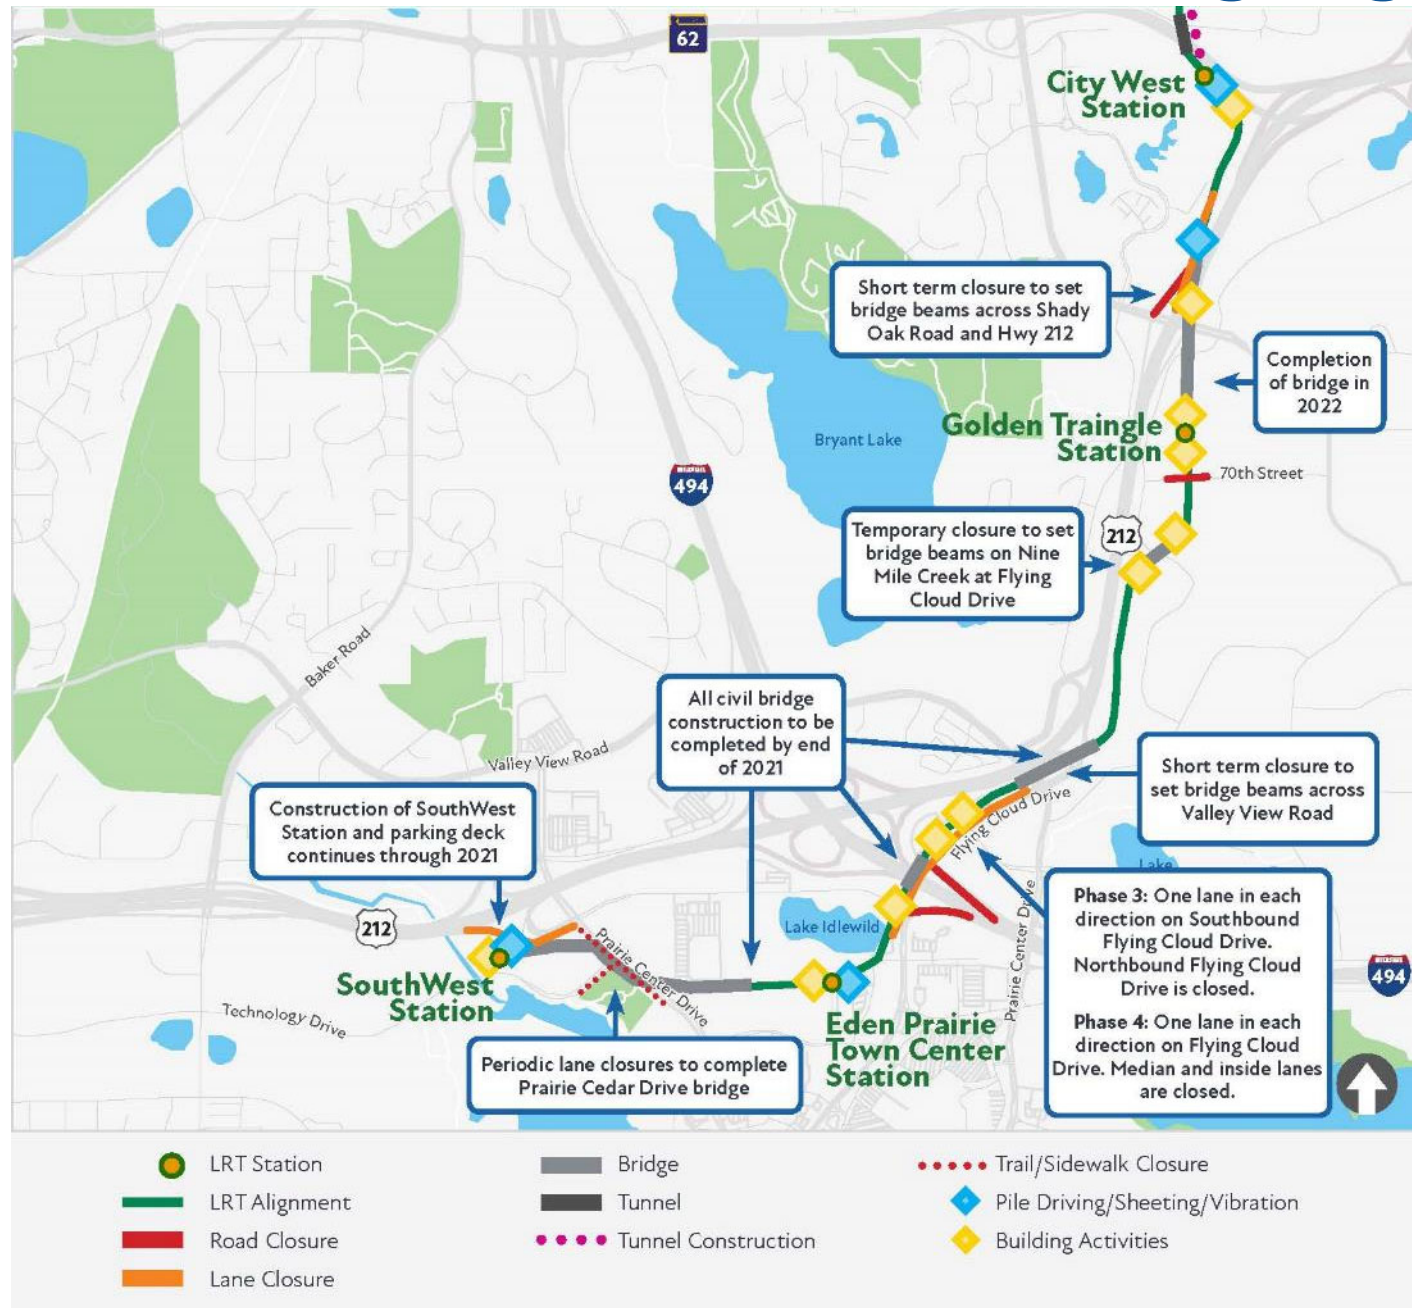 62
City West
Station
Short term closure to set
bridge beams across Shady
Oak Road and Hwy 212
Completion
of bridge in
2022
Golden Traingle
Station
Bryant Lake
494
70th Street
212
Temporary closure to set
bridge beams on Nine
Mile Creek at Flying
Cloud Drive
Baker Road
All civil bridge
construction to be
completed by end
of 2021
Valley View Road
Short term closure to
set bridge beams across
Valley View Road
Construction of SouthWest
Station and parking deck
continues through 2021
Flying Cloud Drive
Lake
212
Lake Idlewild
Prairie Center Drive
Prairie Center Drive
Phase 3: One lane in each
direction on Southbound
Flying Cloud Drive.
Northbound Flying Cloud
Drive is closed.
Phase 4: One lane in each
direction on Flying Cloud
Drive. Median and inside lanes
are closed.
494
SouthWest
Station
Technology Drive
Eden Prairie
Town Center
Station
Periodic lane closures to complete
Prairie Cedar Drive bridge
LRT Station
LRT Alignment
Road Closure
Lane Closure
Bridge
Tunnel
Tunnel Construction
Trail/Sidewalk Closure
Pile Driving/Sheeting/Vibration
Building Activities